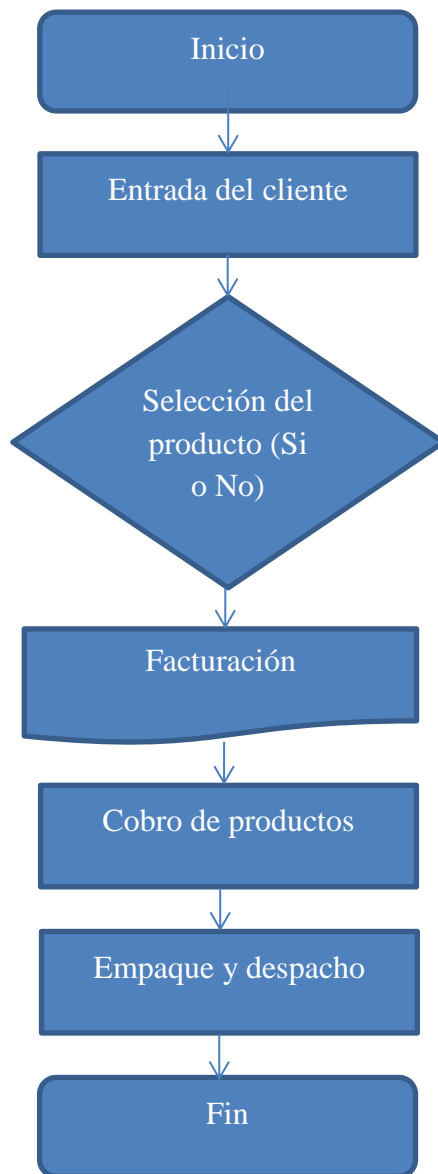 Inicio
Entrada del cliente
Selección del
producto (Si
o No)
Facturación
Cobro de productos
Empaque y despacho
Fin